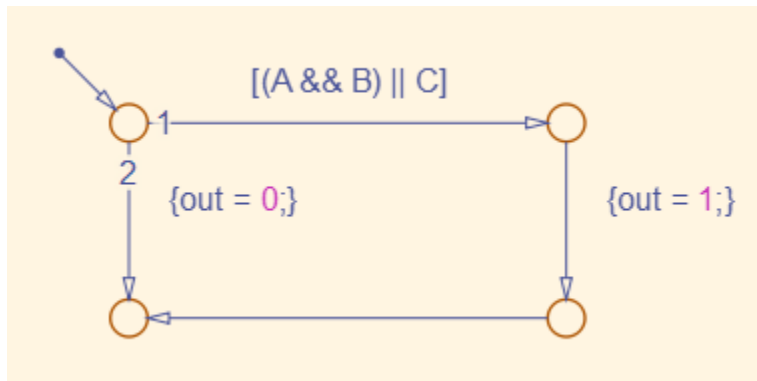 [(A && B) || C]
1
2
{out = 0;}
{out = 1;}